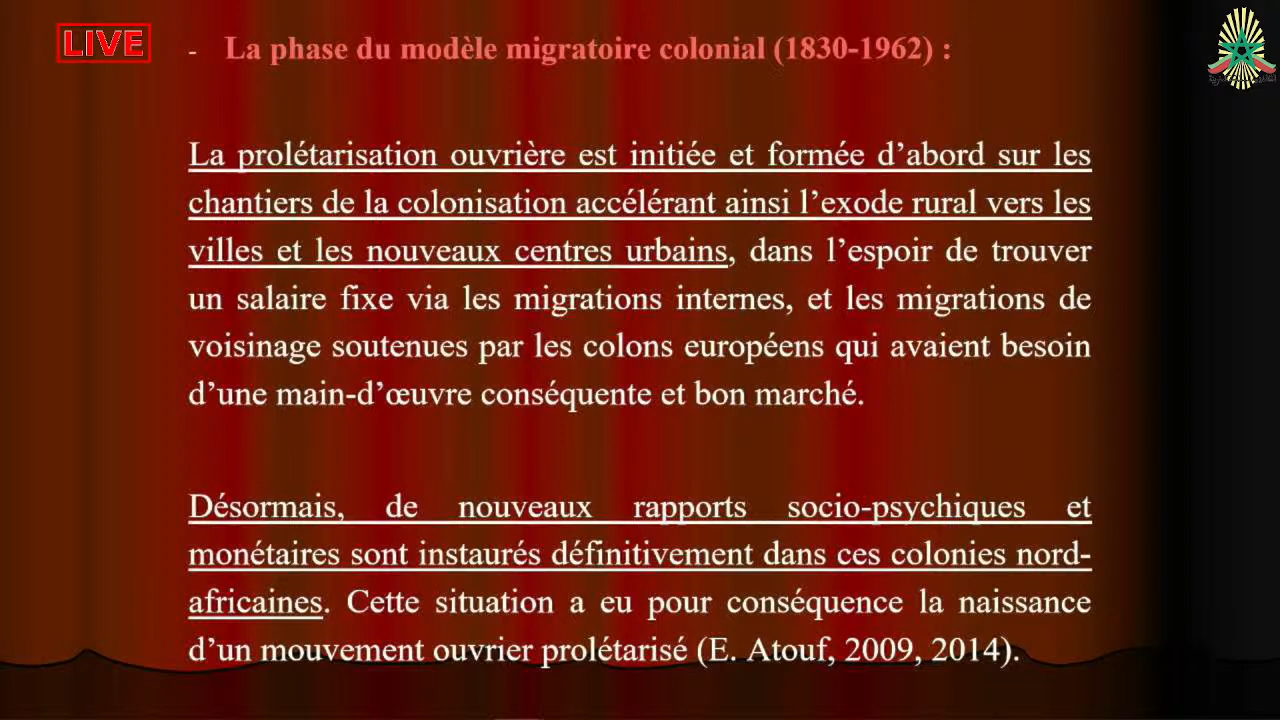 LIVE
- La phase du modèle migratoire colonial (1830-1962) :
La prolétarisation ouvrière est initiée et formée d’abord sur les
chantiers de la colonisation accélérant ainsi l’exode rural vers les
villes et les nouveaux centres urbains, dans l’espoir de trouver
un salaire fixe via les migrations internes, et les migrations de
voisinage soutenues par les colons européens qui avaient besoin
d’une main-d’œuvre conséquente et bon marché.
Désormais, de nouveaux rapports socio-psychiques et
monétaires sont instaurés définitivement dans ces colonies nord-
africaines. Cette situation a eu pour conséquence la naissance
d’un mouvement ouvrier prolétarisé (E. Atouf, 2009, 2014).